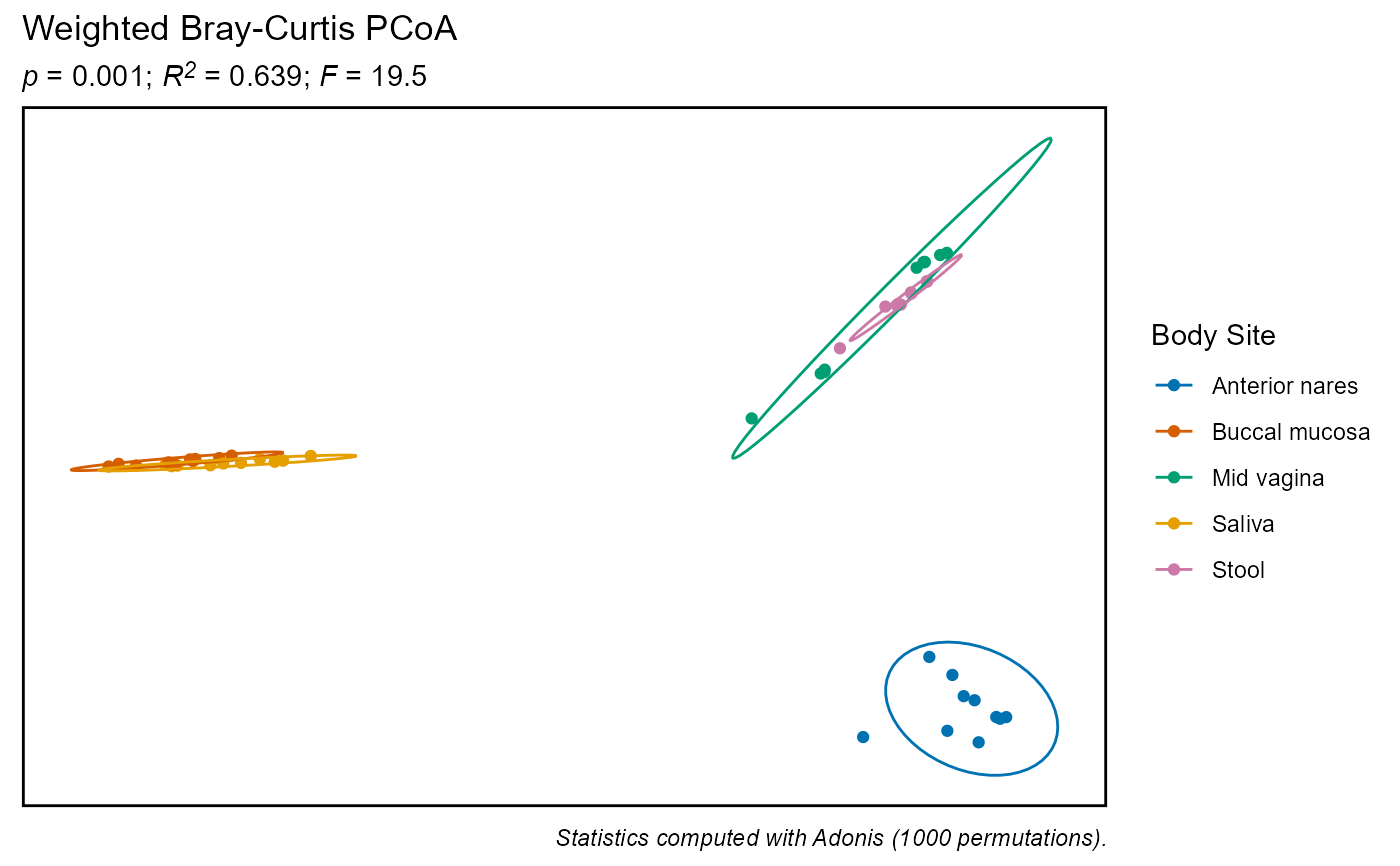 Weighted Bray-Curtis PCoA
p = 0.001; R² = 0.639; F = 19.5
Body Site
Anterior nares
Buccal mucosa
Mid vagina
Saliva
Stool
Statistics computed with Adonis (1000 permutations).